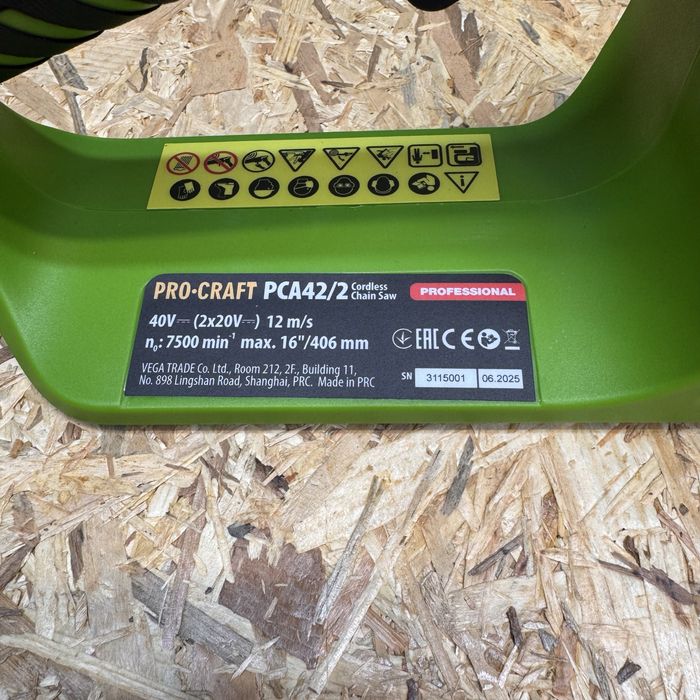 PRO·CRAFT PCA42/2 Cordless Chain Saw PROFESSIONAL
40V⎓ (2x20V⎓) 12 m/s
n₀: 7500 min⁻¹ max. 16"/406 mm
EAC CE
VEGA TRADE Co. Ltd., Room 212, 2F., Building 11,
No. 898 Lingshan Road, Shanghai, PRC. Made in PRC
SN 3115001 06.2025